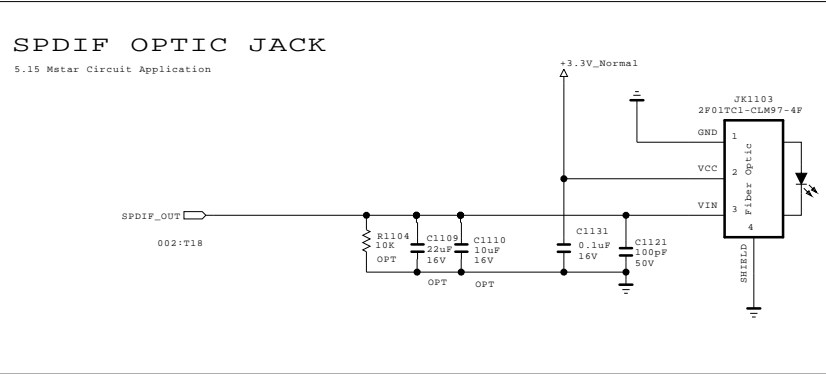 SPDIF OPTIC JACK
5.15 Mstar Circuit Application
+3.3V_Normal
JK1103
2F01TC1-CLM97-4F
GND
1
VCC
2
VIN
3
4
Fiber Optic
SHIELD
SPDIF_OUT
002:T18
R1104
10K
OPT
C1109
22uF
16V
OPT
C1110
10uF
16V
OPT
C1131
0.1uF
16V
C1121
100pF
50V